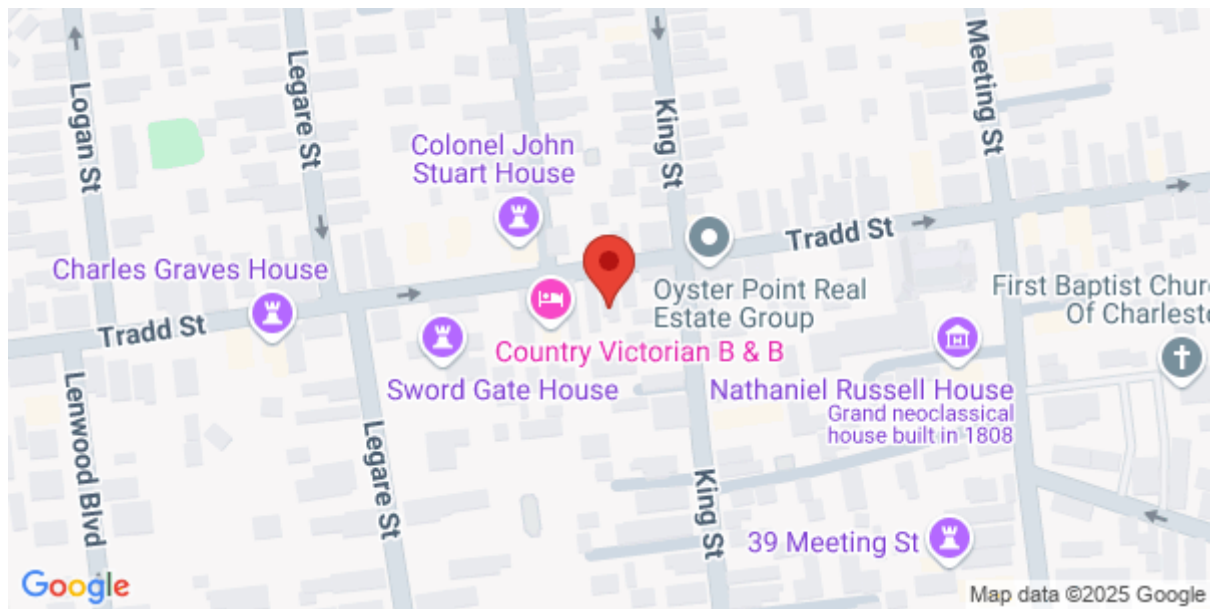 Logan St
Legare St
King St
Meeting St
Colonel John
Stuart House
Tradd St
Charles Graves House
Oyster Point Real
Estate Group
First Baptist Churc
Of Charlesto
Tradd St
Country Victorian B & B
Sword Gate House
Nathaniel Russell House
Grand neoclassical
house built in 1808
Lenwood Blvd
Legare St
King St
39 Meeting St
Google
Map data ©2025 Google